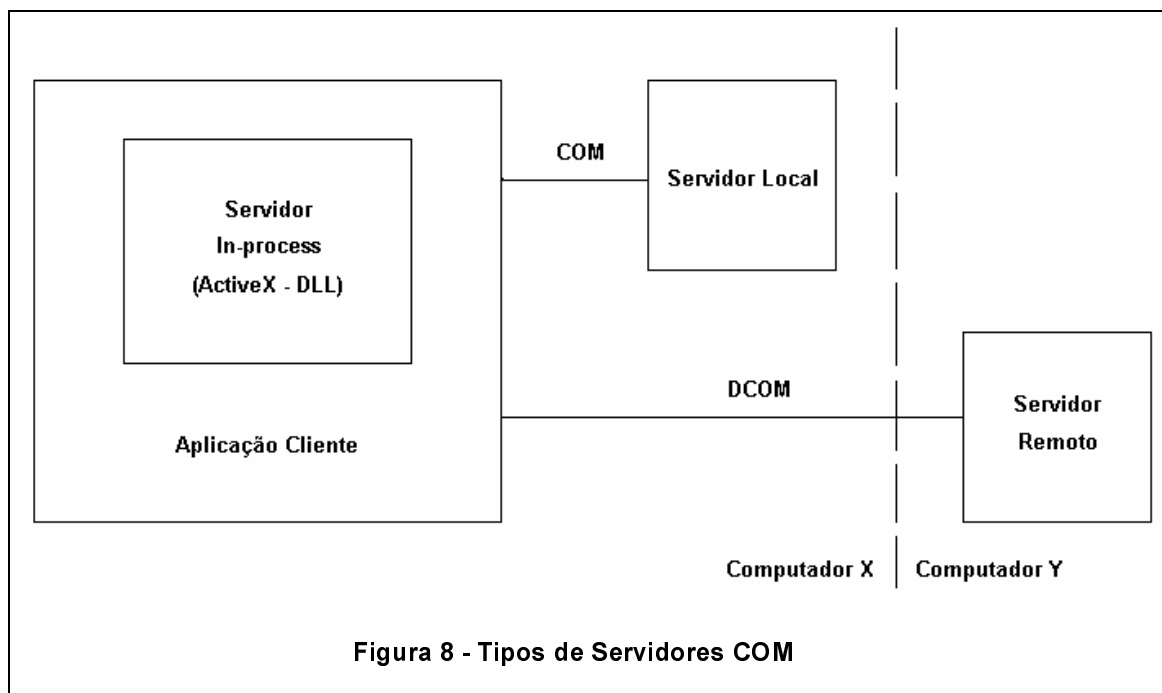 COM
Servidor Local
Servidor
In-process
(ActiveX - DLL)
DCOM
Servidor
Remoto
Aplicação Cliente
Computador X
Computador Y
Figura 8 - Tipos de Servidores COM